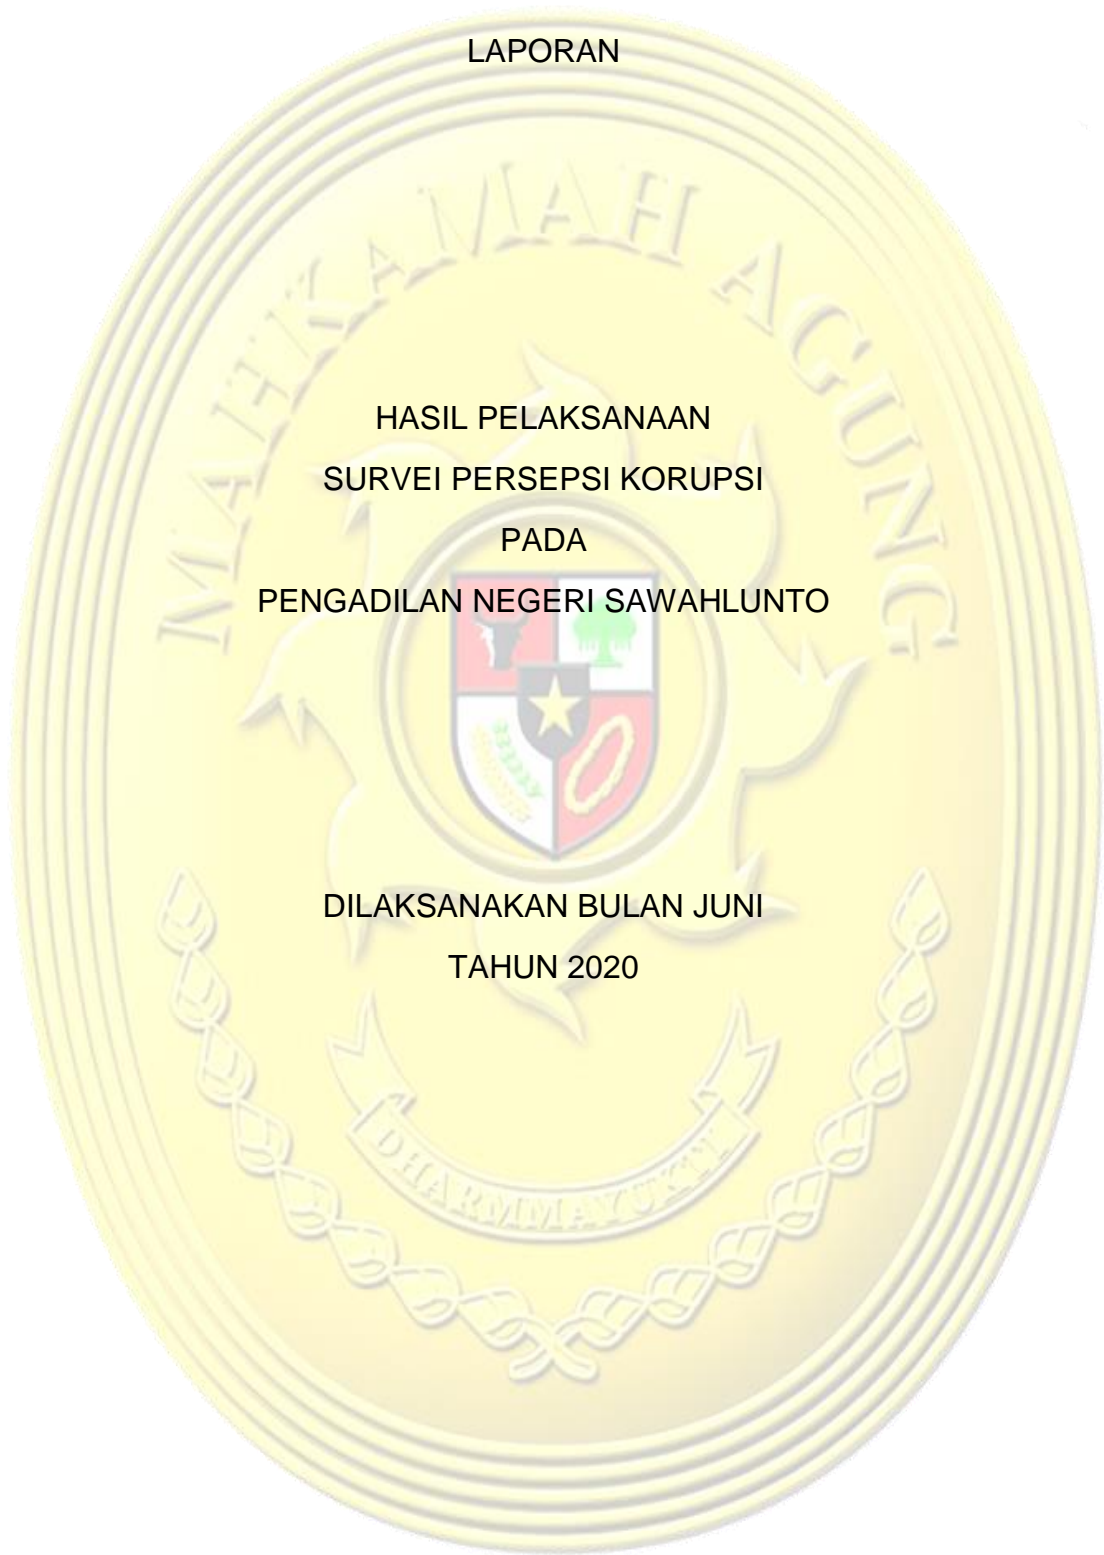 LAPORAN
MAHKAMAH AGUNG
HASIL PELAKSANAAN
SURVEI PERSEPSI KORUPSI
PADA
PENGADILAN NEGERI SAWAHLUNTO
DILAKSANAKAN BULAN JUNI
TAHUN 2020
DHARMMAYUKTI